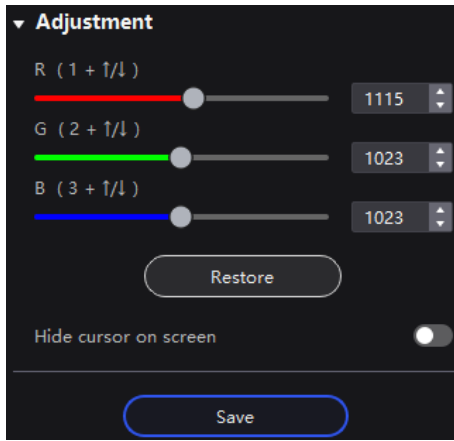 Adjustment
R ( 1 + ↑/↓ )
1115
G ( 2 + ↑/↓ )
1023
B ( 3 + ↑/↓ )
1023
Restore
Hide cursor on screen
Save